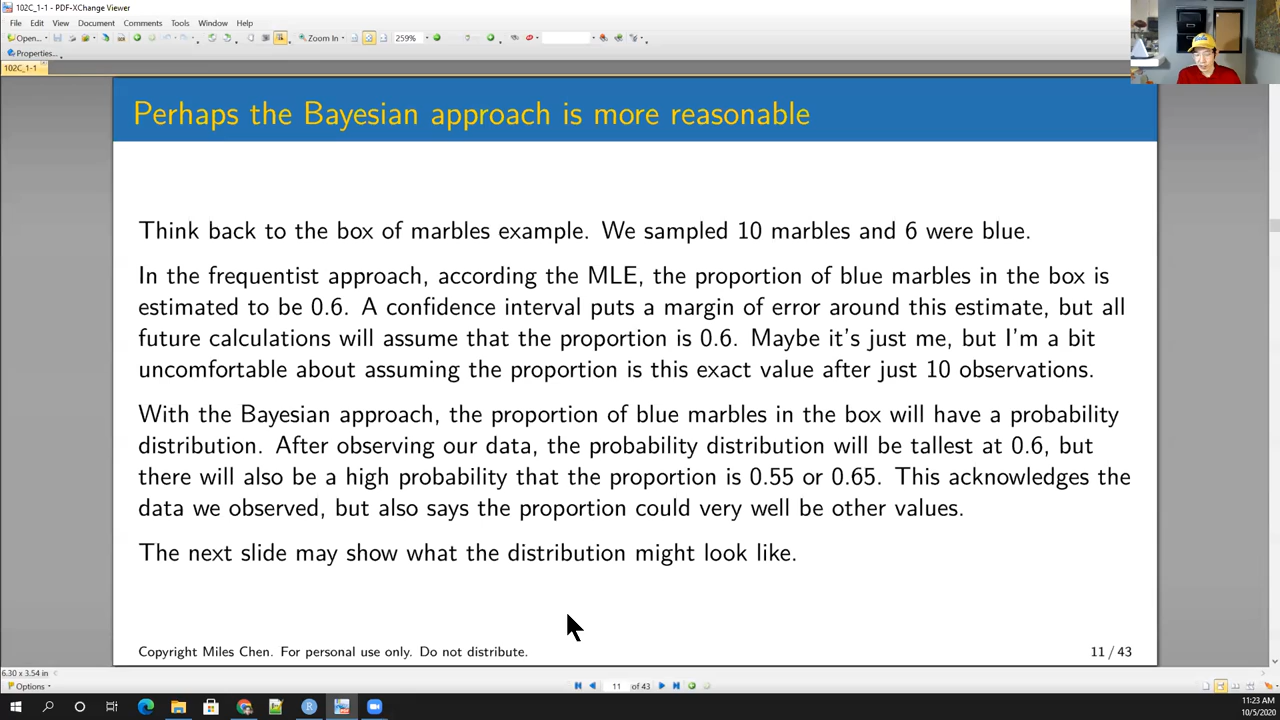 102C_1-1 - PDF-XChange Viewer
File Edit View Document Comments Tools Window Help
Open... Zoom In 259%
Properties...
102C_1-1
Perhaps the Bayesian approach is more reasonable
Think back to the box of marbles example. We sampled 10 marbles and 6 were blue.
In the frequentist approach, according the MLE, the proportion of blue marbles in the box is
estimated to be 0.6. A confidence interval puts a margin of error around this estimate, but all
future calculations will assume that the proportion is 0.6. Maybe it's just me, but I'm a bit
uncomfortable about assuming the proportion is this exact value after just 10 observations.
With the Bayesian approach, the proportion of blue marbles in the box will have a probability
distribution. After observing our data, the probability distribution will be tallest at 0.6, but
there will also be a high probability that the proportion is 0.55 or 0.65. This acknowledges the
data we observed, but also says the proportion could very well be other values.
The next slide may show what the distribution might look like.
Copyright Miles Chen. For personal use only. Do not distribute. 11 / 43
6.30 x 3.54 in
Options 11 of 43
11:23 AM
10/5/2020